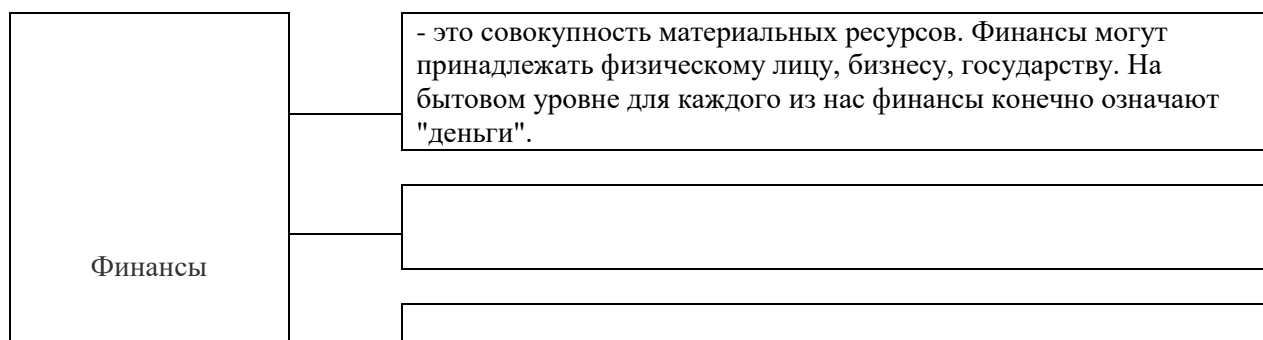 - это совокупность материальных ресурсов. Финансы могут
принадлежать физическому лицу, бизнесу, государству. На
бытовом уровне для каждого из нас финансы конечно означают
"деньги".
Финансы